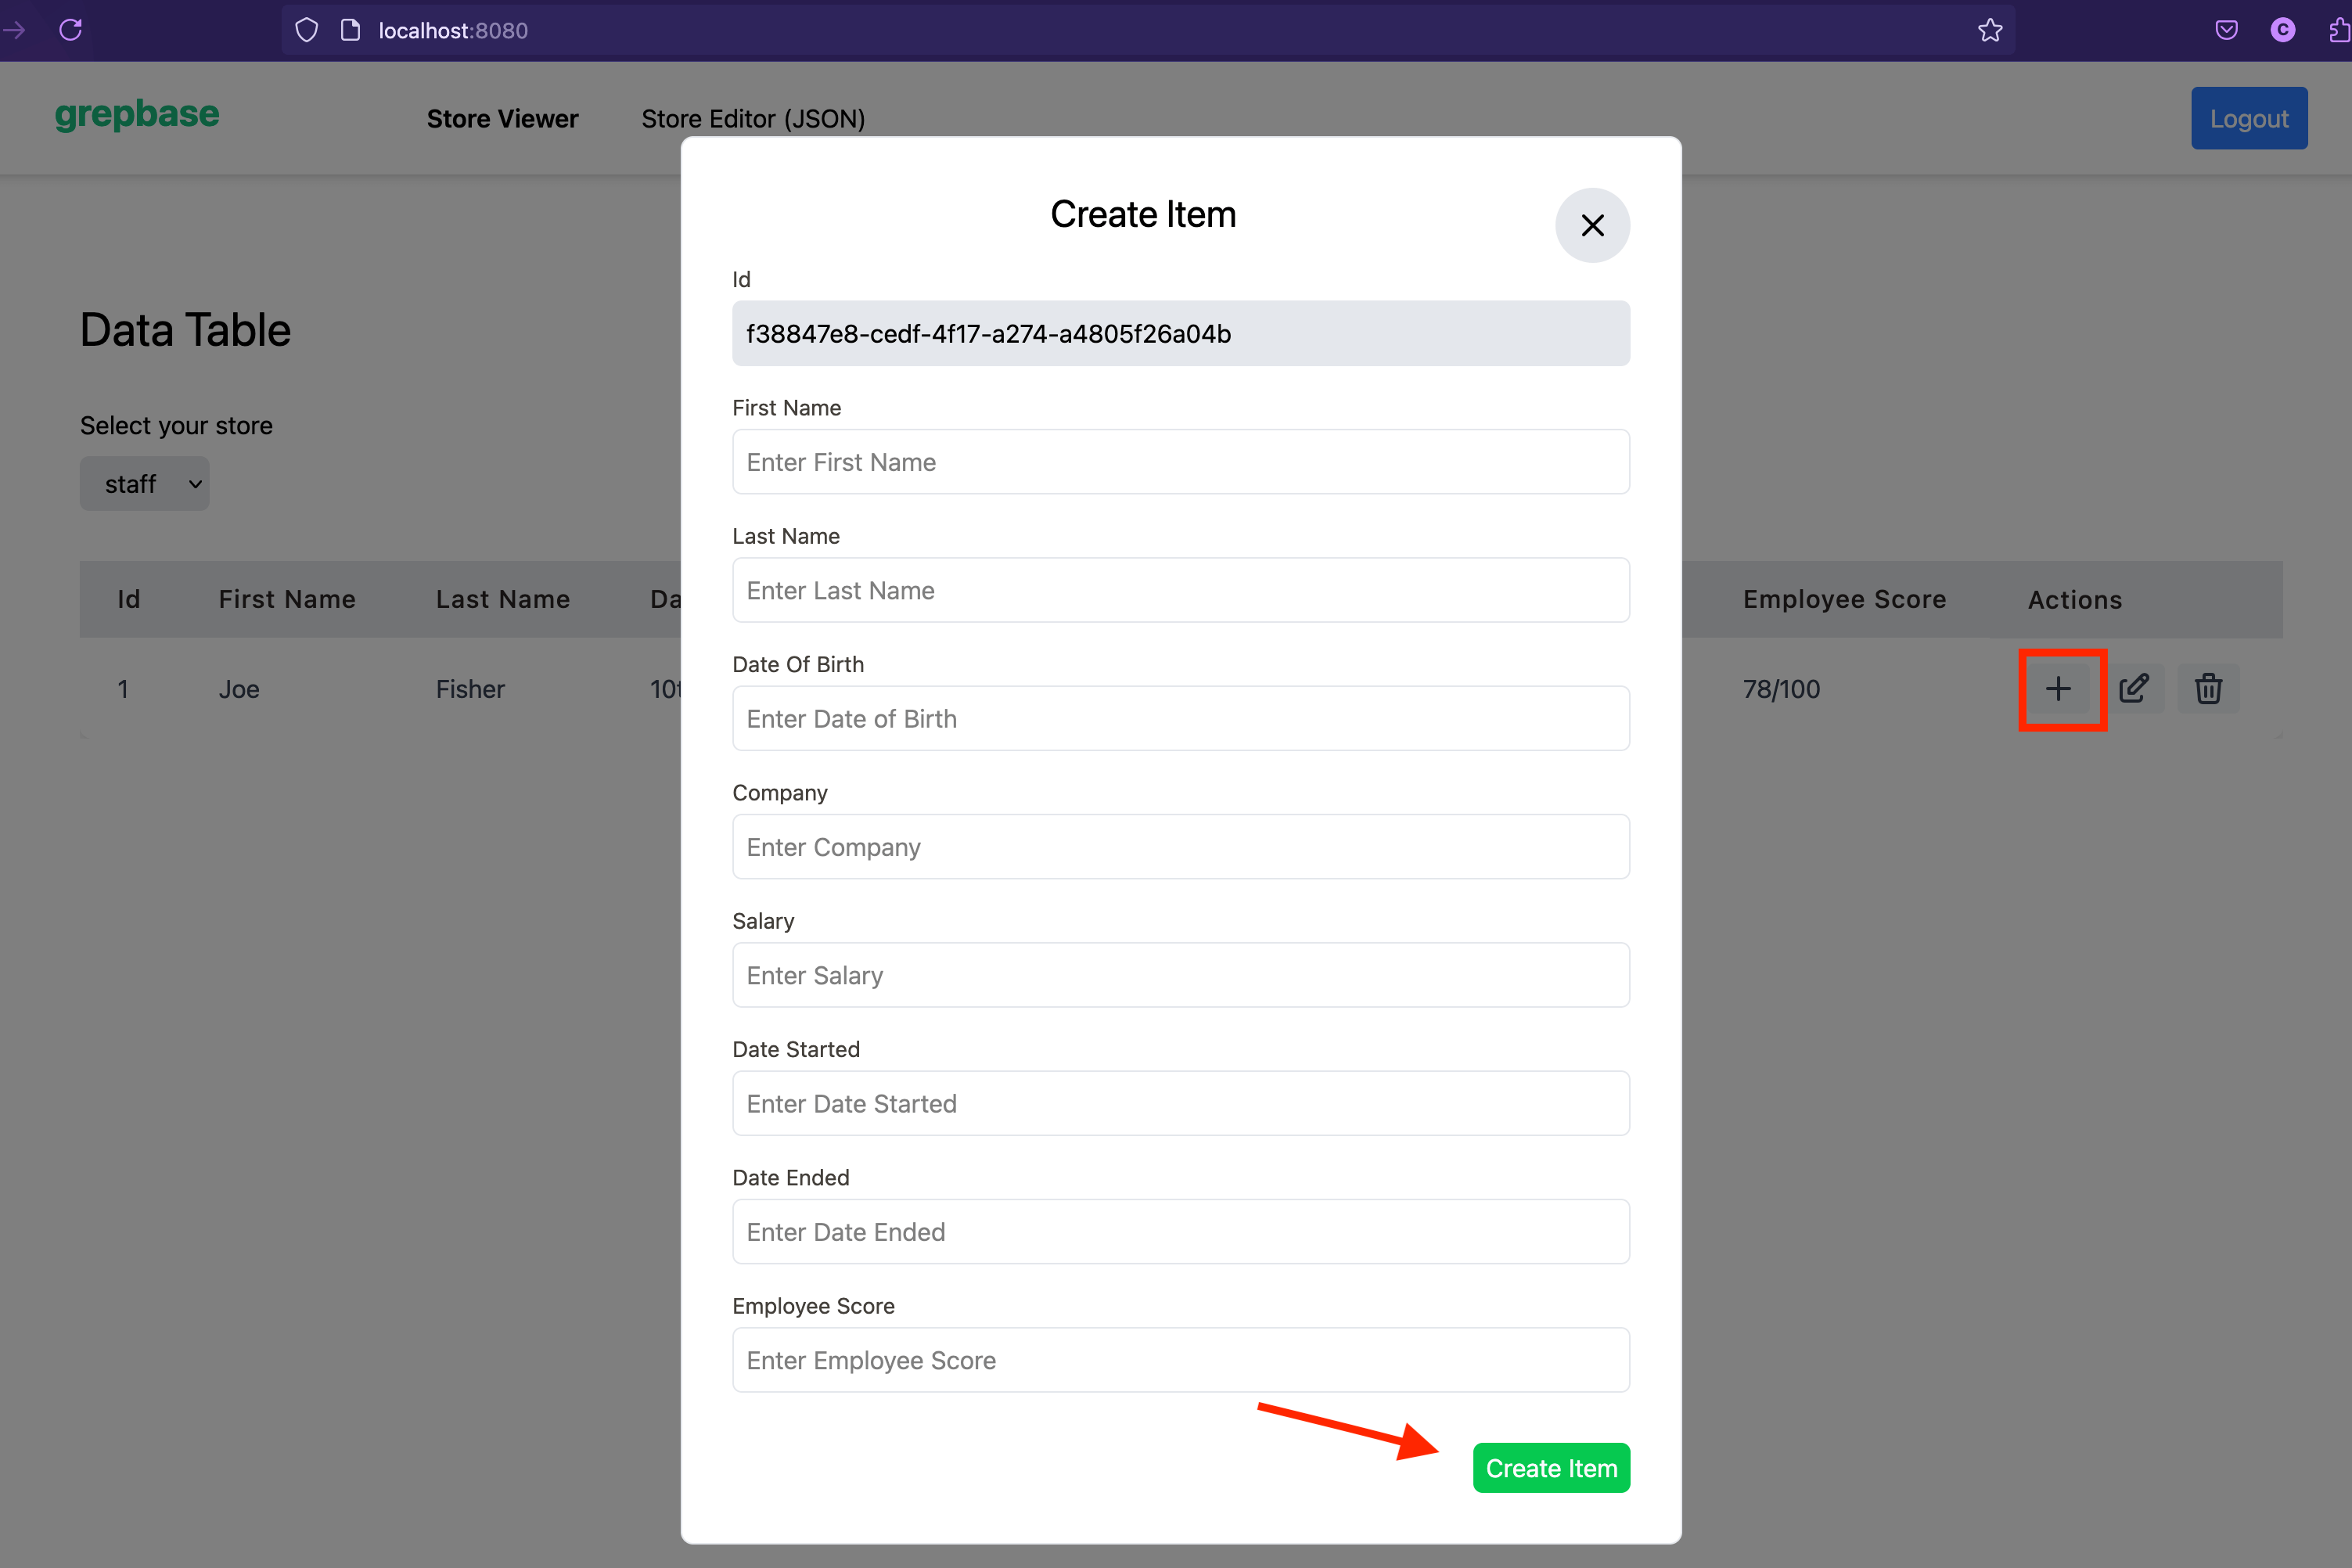 localhost:8080
C
grepbase
Store Viewer
Store Editor (JSON)
Logout
Create Item
Id
f38847e8-cedf-4f17-a274-a4805f26a04b
First Name
Enter First Name
Last Name
Enter Last Name
Date Of Birth
Enter Date of Birth
Company
Enter Company
Salary
Enter Salary
Date Started
Enter Date Started
Date Ended
Enter Date Ended
Employee Score
Enter Employee Score
Create Item
Data Table
Select your store
staff
Id First Name Last Name Da Employee Score Actions
1 Joe Fisher 10t 78/100